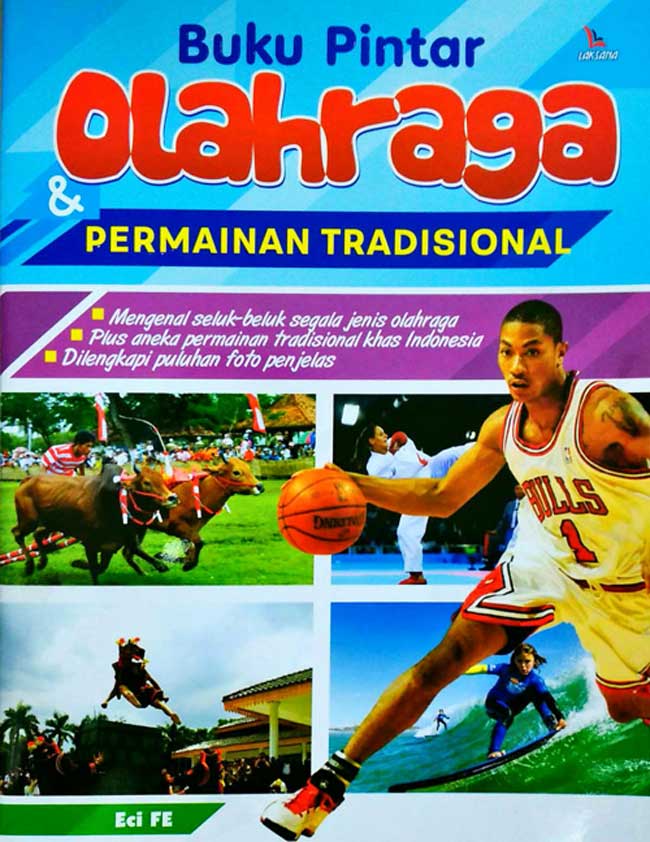 Buku Pintar
LAKSANA
Olahraga
&
PERMAINAN TRADISIONAL
Mengenal seluk-beluk segala jenis olahraga
Plus aneka permainan tradisional khas Indonesia
Dilengkapi puluhan foto penjelas
BULLS
1
Eci FE